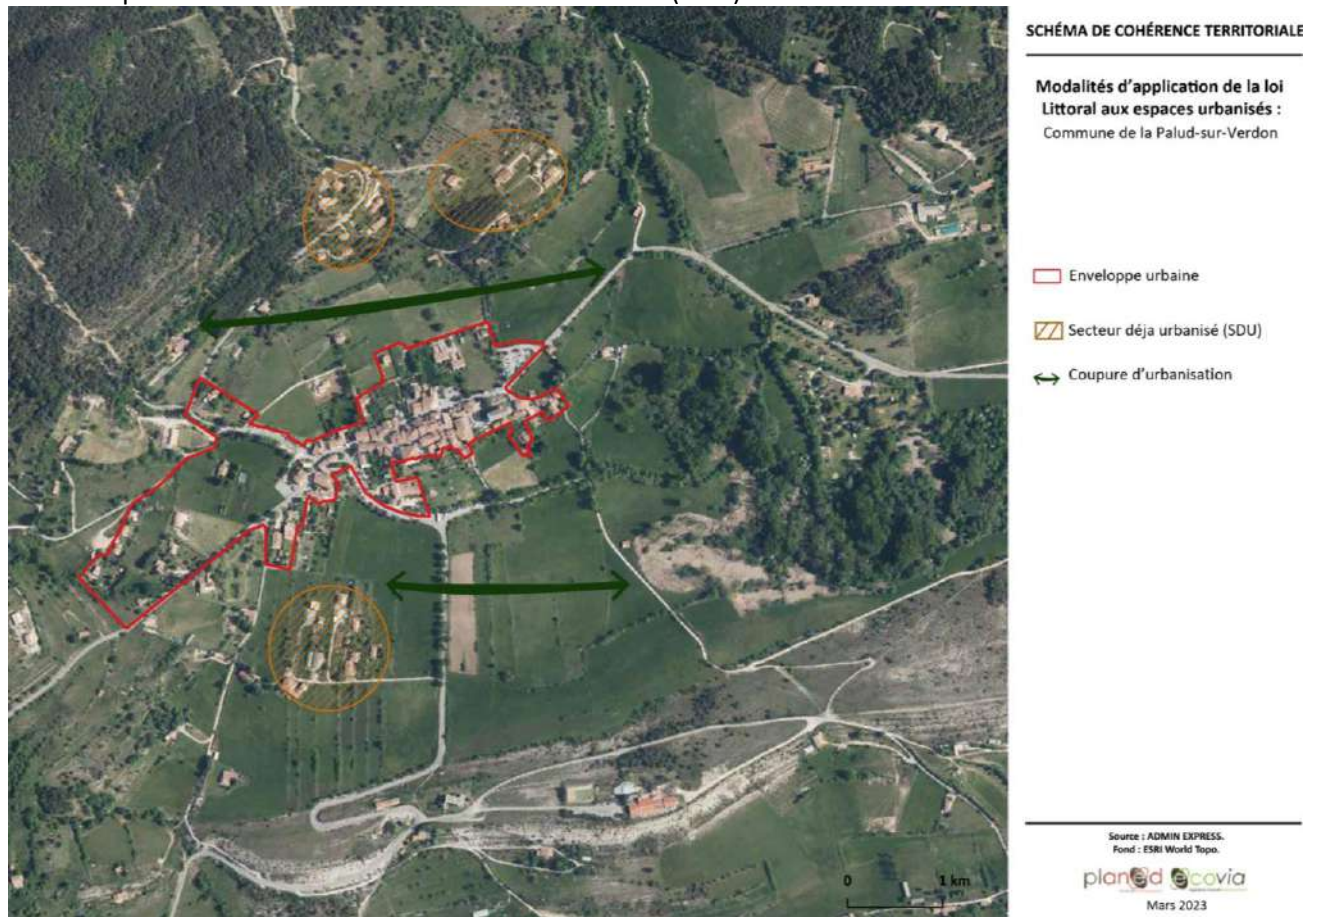 SCHÉMA DE COHÉRENCE TERRITORIALE
Modalités d'application de la loi
Littoral aux espaces urbanisés :
Commune de la Palud-sur-Verdon
Enveloppe urbaine
Secteur déja urbanisé (SDU)
Coupure d'urbanisation
0 1 km
Source : ADMIN EXPRESS.
Fond : ESRI World Topo.
planed ecovia
Mars 2023